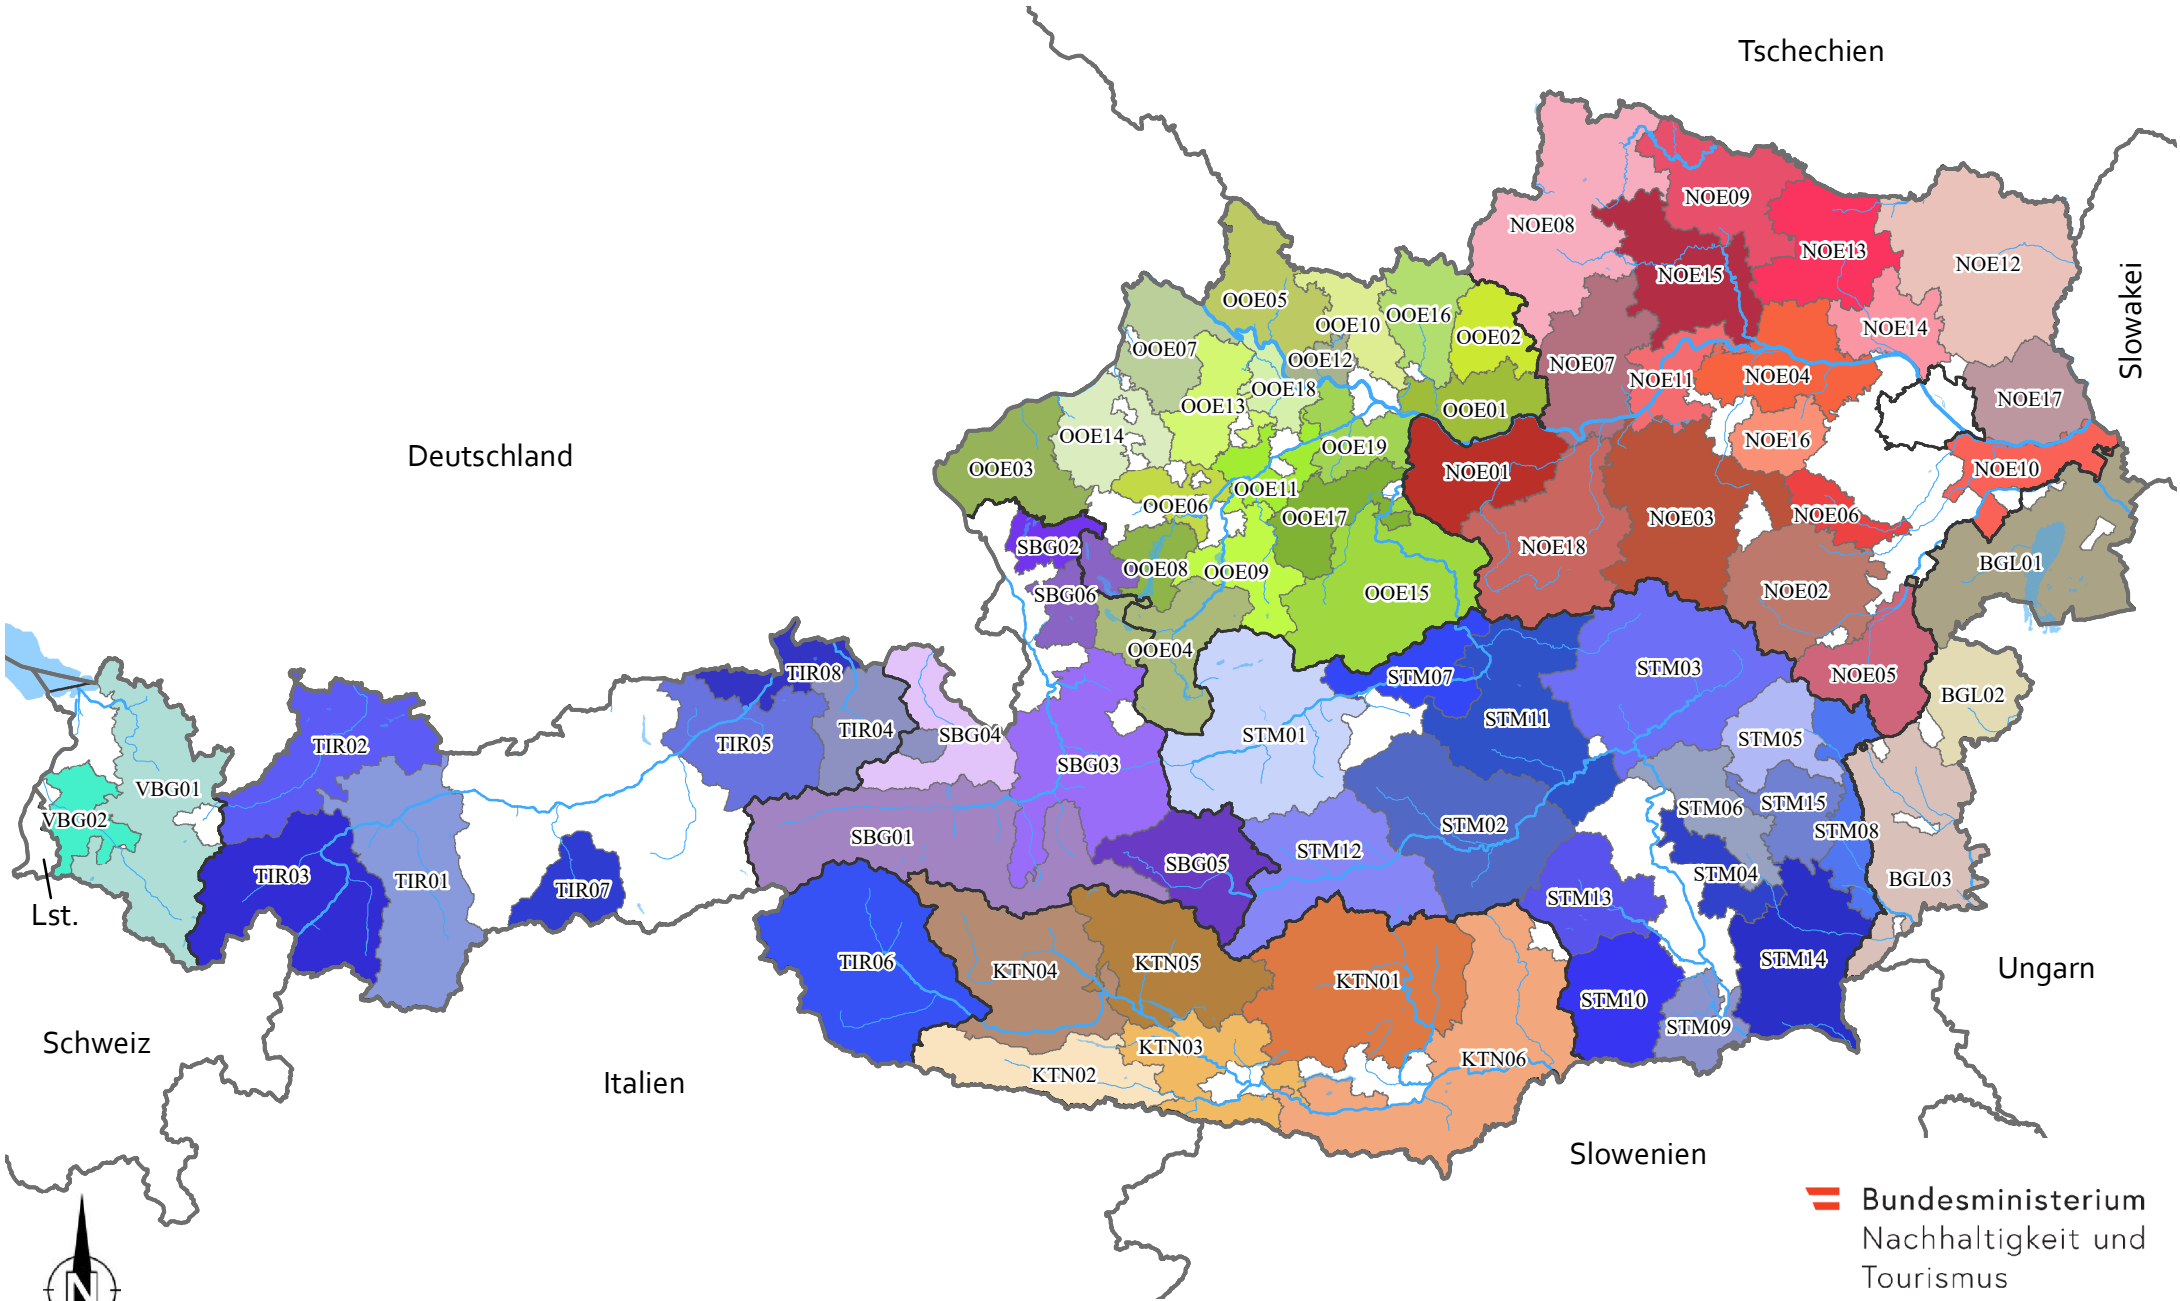 Tschechien
NOE09
NOE08
NOE13
NOE12
NOE15
Slowakei
OOE05
OOE16
OOE10
NOE14
OOE02
OOE07
OOE12
NOE07
NOE11
NOE04
OOE18
NOE17
OOE13
OOE01
OOE14
NOE16
OOE19
Deutschland
OOE03
NOE01
NOE10
OOE11
OOE06
OOE17
NOE03
NOE06
SBG02
NOE18
BGL01
OOE08
OOE09
SBG06
OOE15
NOE02
OOE04
STM03
TIR08
STM07
NOE05
BGL02
STM11
TIR04
SBG04
STM01
STM05
TIR02
TIR05
SBG03
VBG01
STM15
STM06
VBG02
STM02
STM08
SBG01
STM12
SBG05
TIR03
STM04
TIR01
BGL03
TIR07
STM13
Lst.
STM14
TIR06
KTN05
KTN04
Ungarn
KTN01
STM10
STM09
Schweiz
KTN03
KTN06
KTN02
Italien
Slowenien
Bundesministerium
Nachhaltigkeit und
Tourismus
N